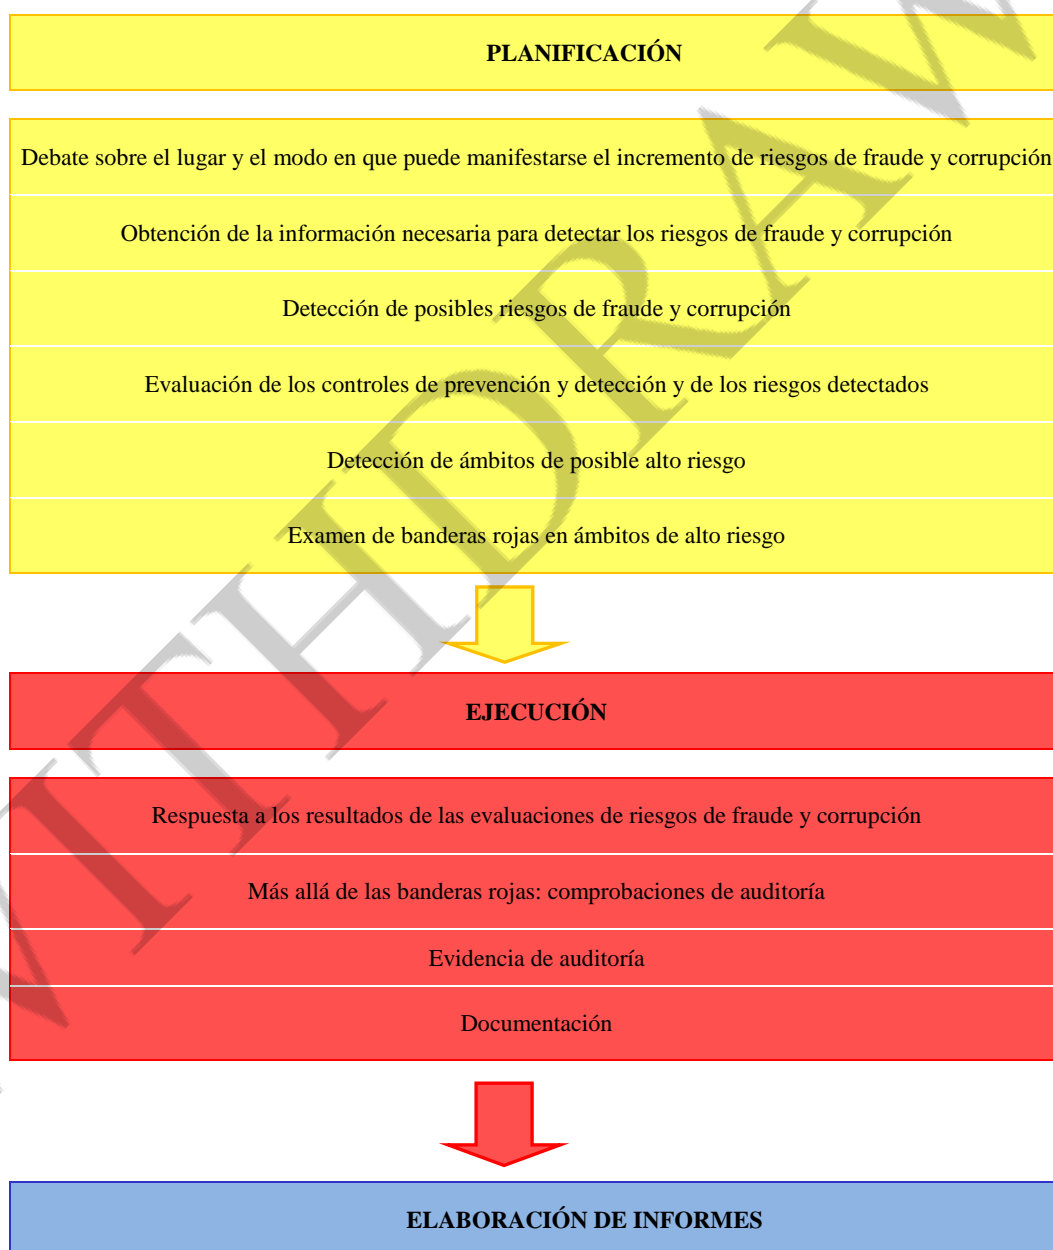 PLANIFICACIÓN
Debate sobre el lugar y el modo en que puede manifestarse el incremento de riesgos de fraude y corrupción
Obtención de la información necesaria para detectar los riesgos de fraude y corrupción
Detección de posibles riesgos de fraude y corrupción
Evaluación de los controles de prevención y detección y de los riesgos detectados
Detección de ámbitos de posible alto riesgo
Examen de banderas rojas en ámbitos de alto riesgo
EJECUCIÓN
Respuesta a los resultados de las evaluaciones de riesgos de fraude y corrupción
Más allá de las banderas rojas: comprobaciones de auditoría
Evidencia de auditoría
Documentación
ELABORACIÓN DE INFORMES
WITHDRAW